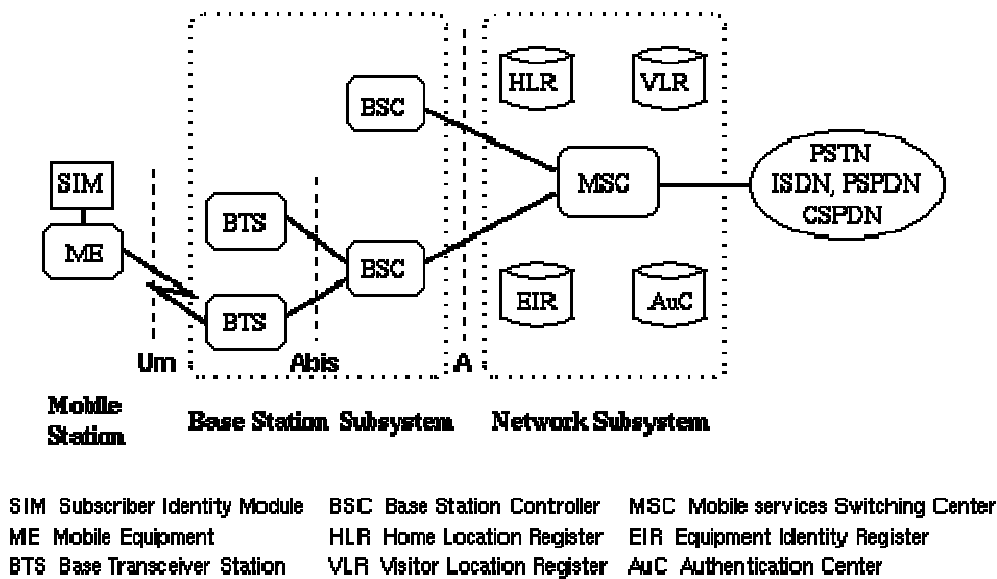 HLR VLR
BSC
PSTN
ISDN, PSPDN
CSPDN
SIM
MSC
BTS
ME
BSC
EIR AuC
BTS
Um Abis A
Mobile
Station
Base Station Subsystem
Network Subsystem
SIM Subscriber Identity Module BSC Base Station Controller MSC Mobile services Switching Center
ME Mobile Equipment HLR Home Location Register EIR Equipment Identity Register
BTS Base Transceiver Station VLR Visitor Location Register AuC Authentication Center